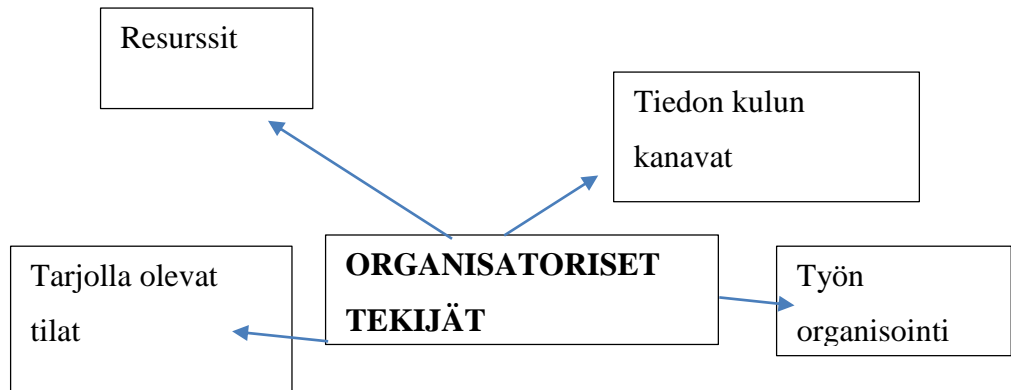 Resurssit
Tiedon kulun
kanavat
Tarjolla olevat
tilat
ORGANISATORISET
TEKIJÄT
Työn
organisointi